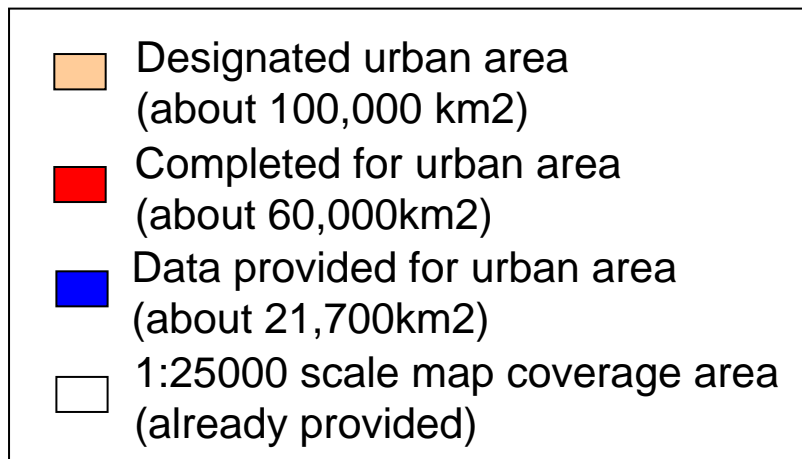 Designated urban area
(about 100,000 km2)
Completed for urban area
(about 60,000km2)
Data provided for urban area
(about 21,700km2)
1:25000 scale map coverage area
(already provided)